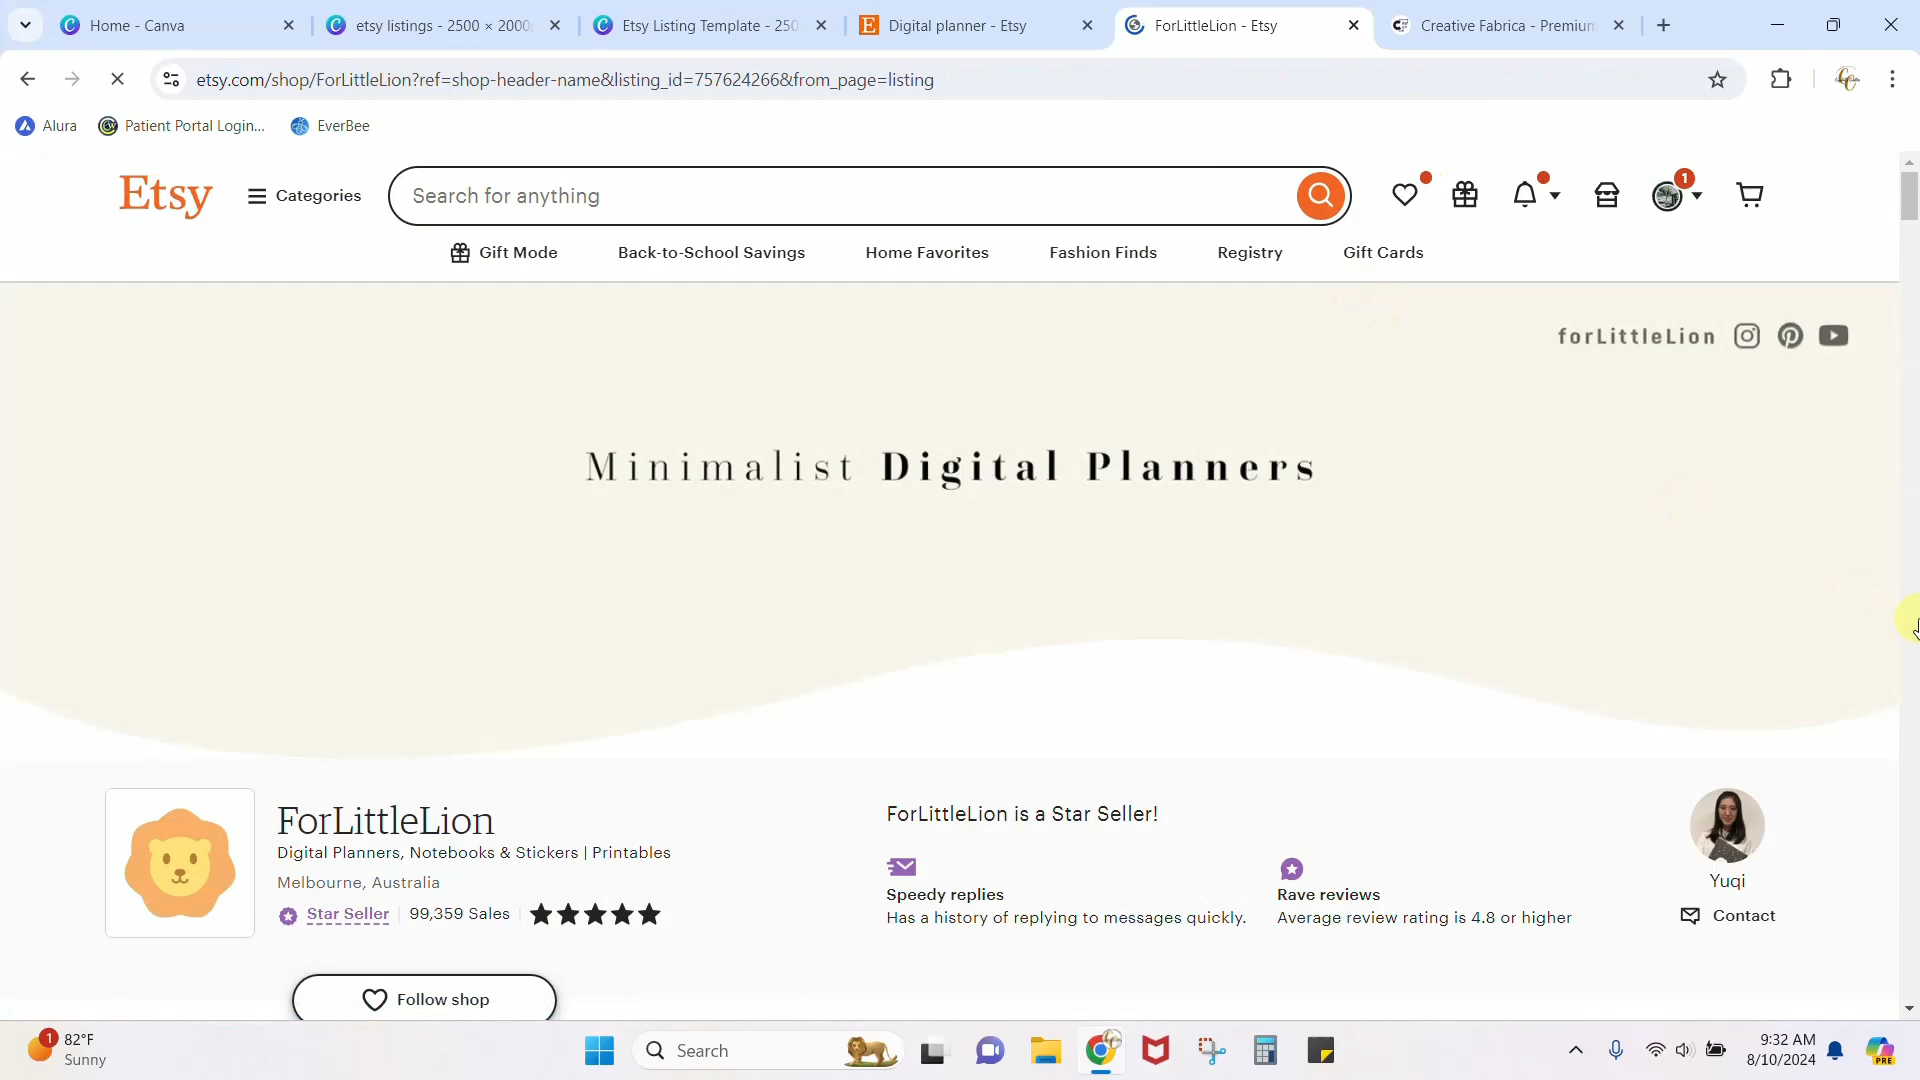 Home - Canva
etsy listings - 2500 × 2000
Etsy Listing Template - 250
Digital planner - Etsy
ForLittleLion - Etsy
Creative Fabrica - Premium
etsy.com/shop/ForLittleLion?ref=shop-header-name&listing_id=757624266&from_page=listing
Alura
Patient Portal Login...
EverBee
Etsy
Categories
Search for anything
1
Gift Mode
Back-to-School Savings
Home Favorites
Fashion Finds
Registry
Gift Cards
forLittleLion
Minimalist Digital Planners
ForLittleLion
Digital Planners, Notebooks & Stickers | Printables
Melbourne, Australia
Star Seller
99,359 Sales
ForLittleLion is a Star Seller!
Speedy replies
Has a history of replying to messages quickly.
Rave reviews
Average review rating is 4.8 or higher
Yuqi
Contact
Follow shop
1
82°F
Sunny
Search
9:32 AM
8/10/2024
PRE